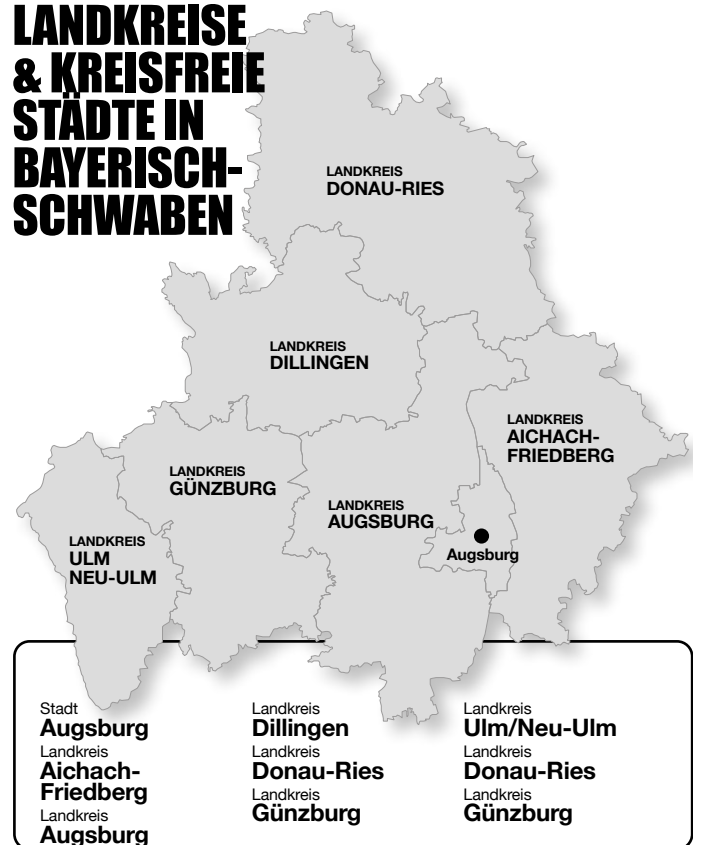 LANDKREISE
& KREISFREIE
STÄDTE IN
BAYERISCH-
SCHWABEN
LANDKREIS
DONAU-RIES
LANDKREIS
DILLINGEN
LANDKREIS
AICHACH-
FRIEDBERG
LANDKREIS
GÜNZBURG
LANDKREIS
AUGSBURG
LANDKREIS
ULM
NEU-ULM
Augsburg
Stadt
Augsburg
Landkreis
Aichach-
Friedberg
Landkreis
Augsburg
Landkreis
Dillingen
Landkreis
Donau-Ries
Landkreis
Günzburg
Landkreis
Ulm/Neu-Ulm
Landkreis
Donau-Ries
Landkreis
Günzburg